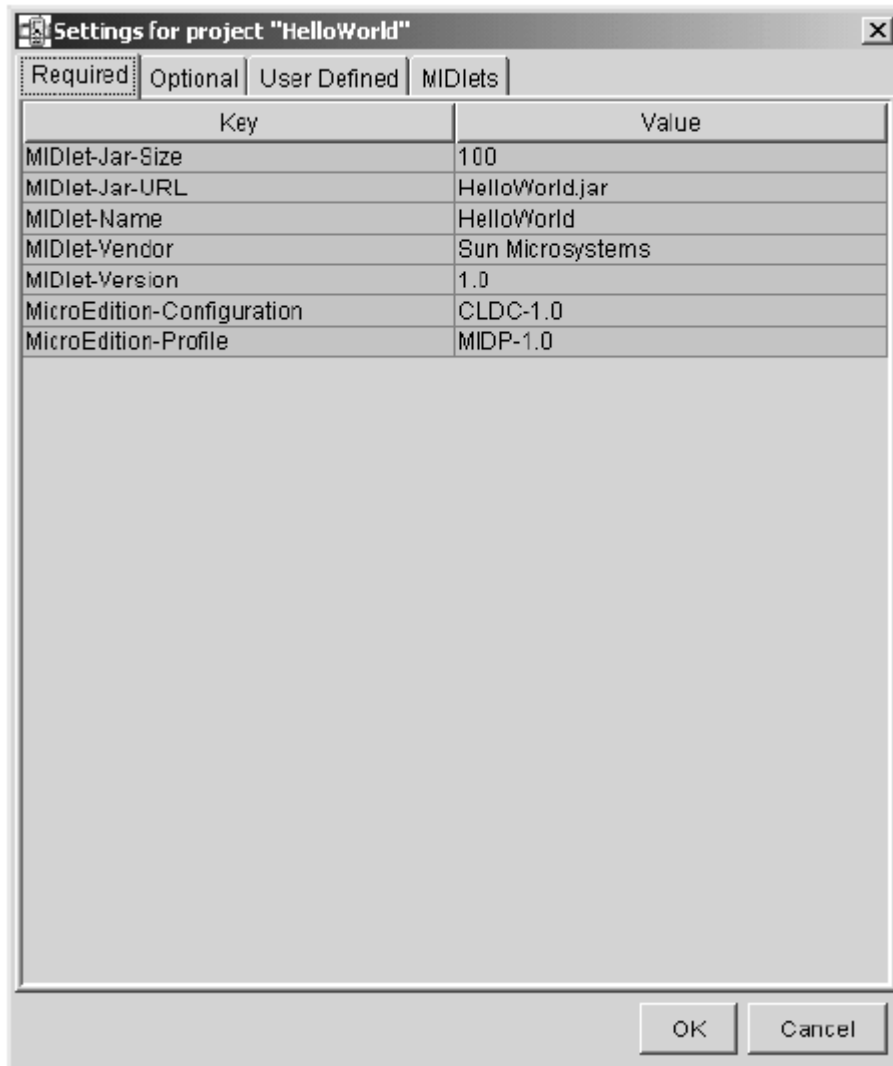 Settings for project "HelloWorld"
Required Optional User Defined MIDlets
Key Value
MIDlet-Jar-Size 100
MIDlet-Jar-URL HelloWorld.jar
MIDlet-Name HelloWorld
MIDlet-Vendor Sun Microsystems
MIDlet-Version 1.0
MicroEdition-Configuration CLDC-1.0
MicroEdition-Profile MIDP-1.0
OK Cancel